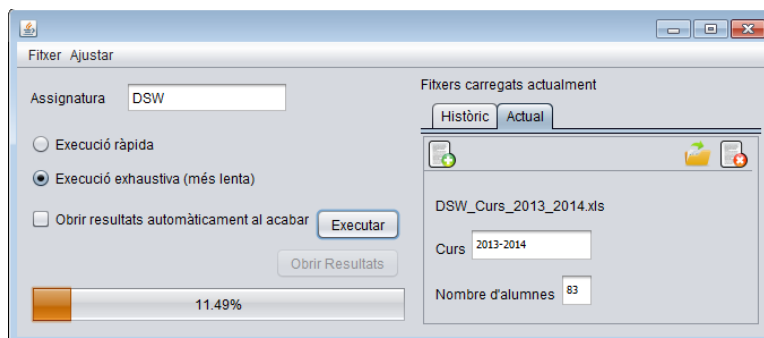 Fitxer Ajustar
Assignatura DSW
Execució ràpida
Execució exhaustiva (més lenta)
Obrir resultats automàticament al acabar Executar
Obrir Resultats
11.49%
Fitxers carregats actualment
Històric Actual
DSW_Curs_2013_2014.xls
Curs 2013-2014
Nombre d'alumnes 83